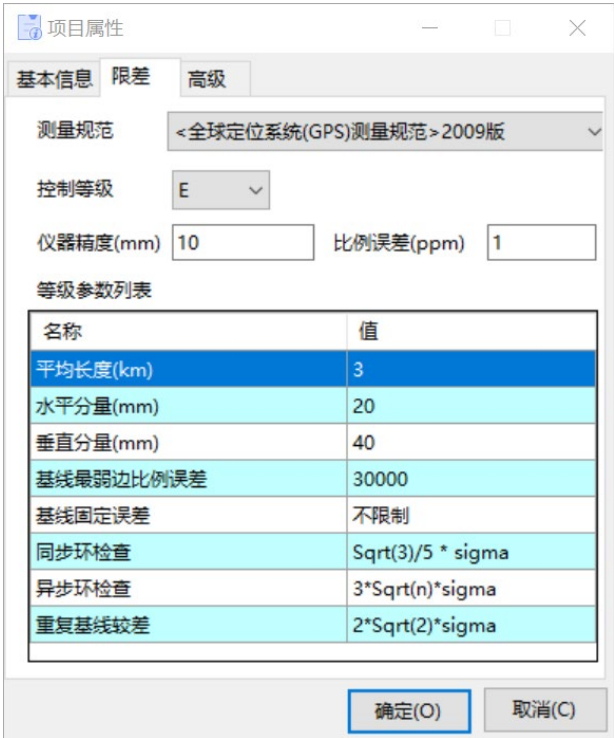 项目属性
基本信息 限差 高级
测量规范 <全球定位系统(GPS)测量规范>2009版
控制等级 E
仪器精度(mm) 10 比例误差(ppm) 1
等级参数列表
名称 值
平均长度(km) 3
水平分量(mm) 20
垂直分量(mm) 40
基线最弱边比例误差 30000
基线固定误差 不限制
同步环检查 Sqrt(3)/5 * sigma
异步环检查 3*Sqrt(n)*sigma
重复基线较差 2*Sqrt(2)*sigma
确定(O) 取消(C)